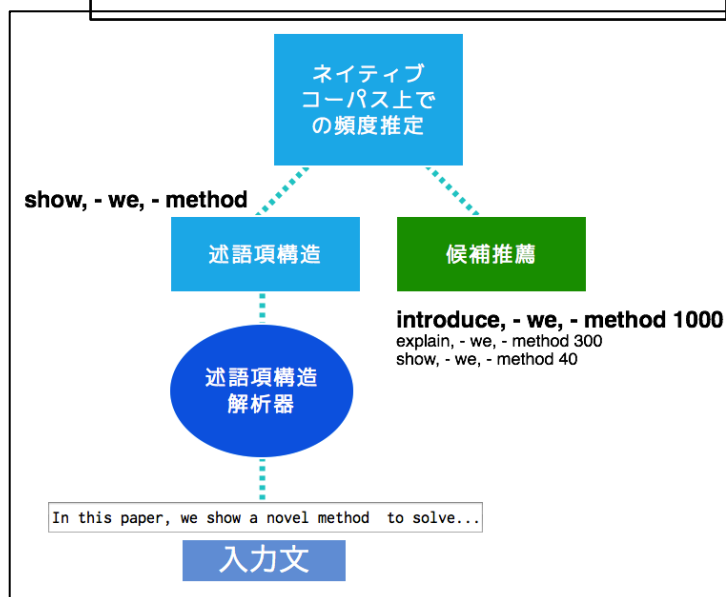 ネイティブ
コーパス上で
の頻度推定
show, - we, - method
述語項構造
候補推薦
introduce, - we, - method 1000
explain, - we, - method 300
show, - we, - method 40
述語項構造
解析器
In this paper, we show a novel method  to solve...
入力文